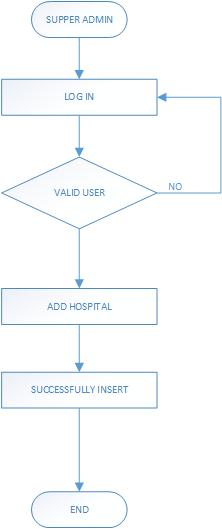 SUPPER ADMIN
LOG IN
VALID USER
NO
ADD HOSPITAL
SUCCESSFULLY INSERT
END